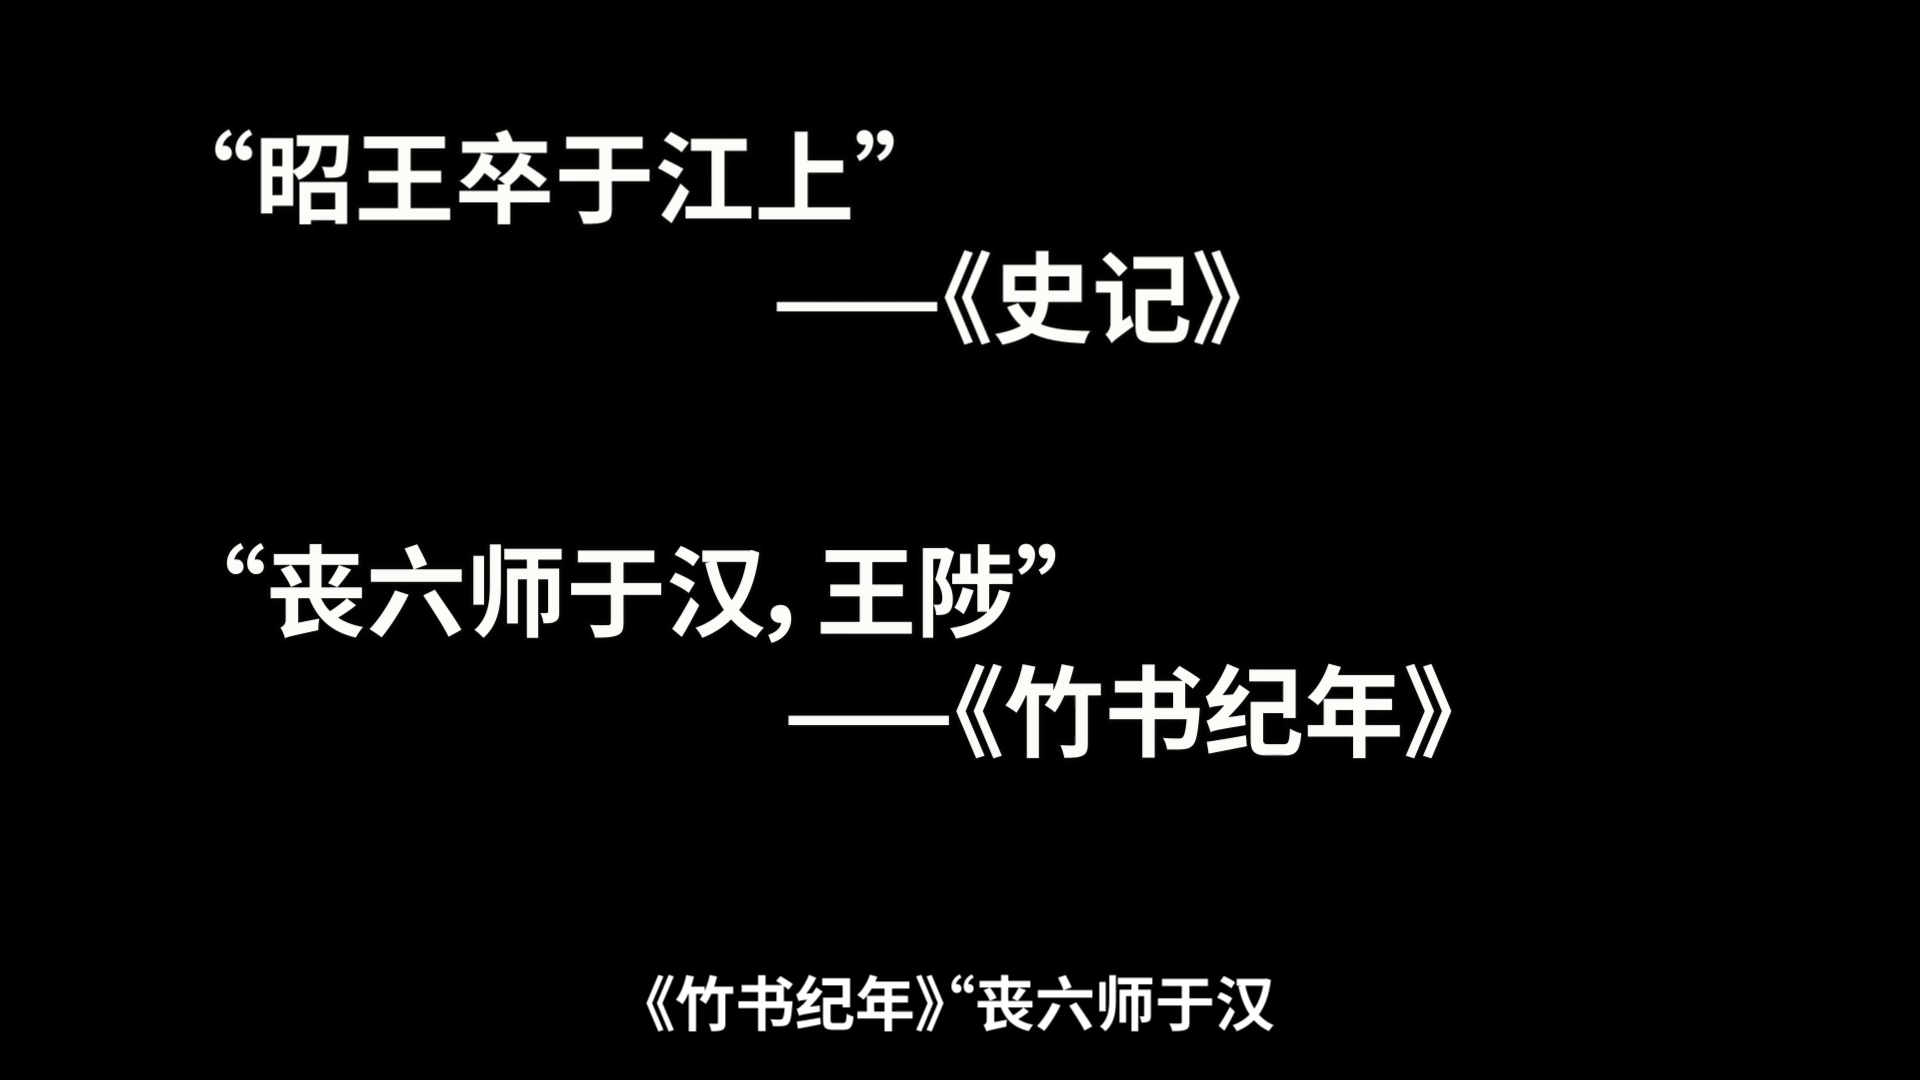 “昭王卒于江上”
——《史记》
“丧六师于汉，王陟”
——《竹书纪年》
《竹书纪年》“丧六师于汉